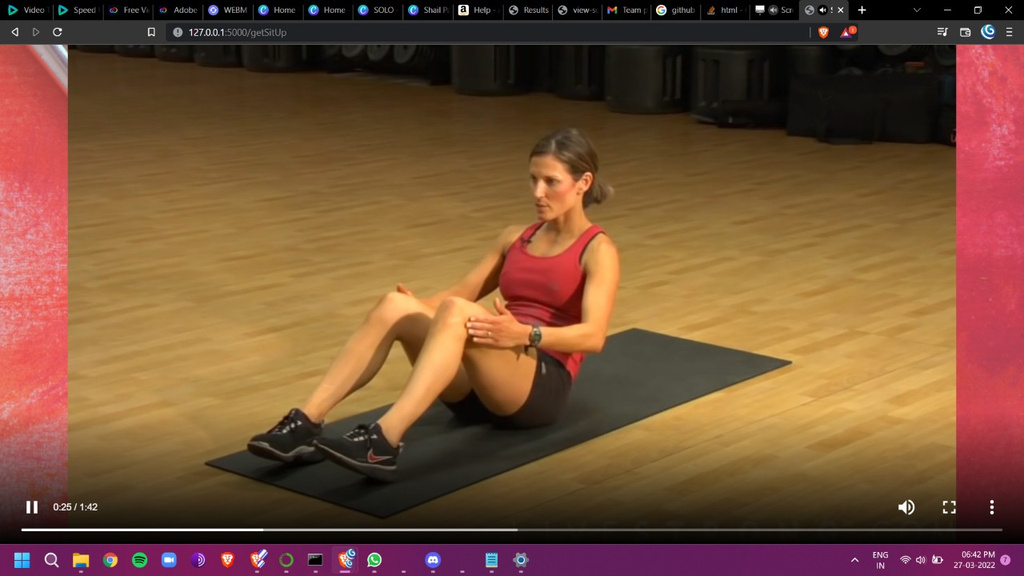 Video
Speed
Free V
Adobe
WEBM
Home
Home
SOLO
Shail P
Help -
Results
view-s
Team
github
html -
Scr
127.0.0.1:5000/getSitUp
0:25 / 1:42
ENG
IN
06:42 PM
27-03-2022
7